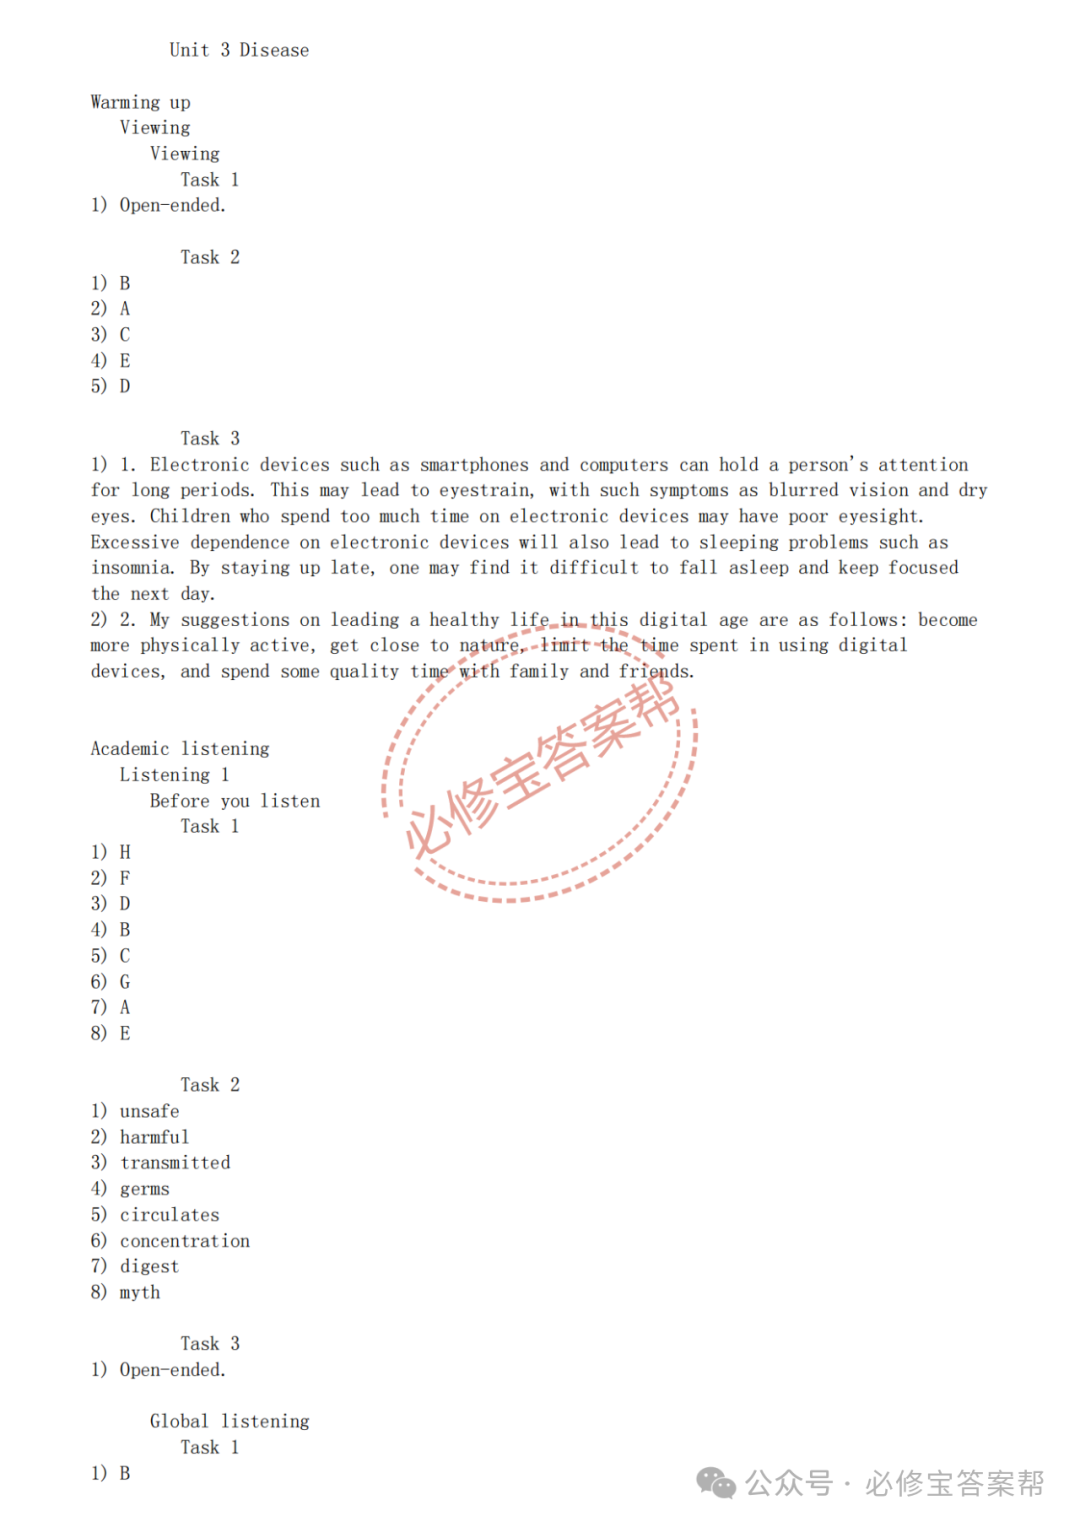 Unit 3 Disease
Warming up
Viewing
Viewing
Task 1
1) Open-ended.
Task 2
1) B
2) A
3) C
4) E
5) D
Task 3
1) 1. Electronic devices such as smartphones and computers can hold a person's attention
for long periods. This may lead to eyestrain, with such symptoms as blurred vision and dry
eyes. Children who spend too much time on electronic devices may have poor eyesight.
Excessive dependence on electronic devices will also lead to sleeping problems such as
insomnia. By staying up late, one may find it difficult to fall asleep and keep focused
the next day.
2) 2. My suggestions on leading a healthy life in this digital age are as follows: become
more physically active, get close to nature, limit the time spent in using digital
devices, and spend some quality time with family and friends.
必修宝答案帮
Academic listening
Listening 1
Before you listen
Task 1
1) H
2) F
3) D
4) B
5) C
6) G
7) A
8) E
Task 2
1) unsafe
2) harmful
3) transmitted
4) germs
5) circulates
6) concentration
7) digest
8) myth
Task 3
1) Open-ended.
Global listening
Task 1
1) B
公众号 · 必修宝答案帮